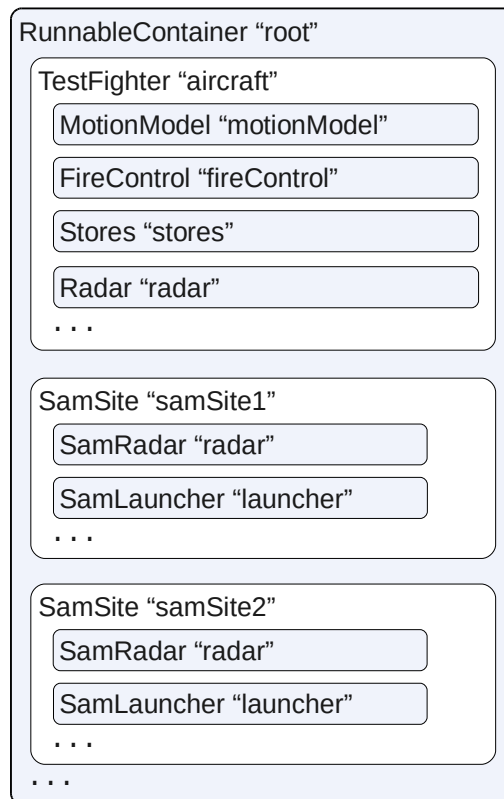 RunnableContainer “root”
TestFighter “aircraft”
MotionModel “motionModel”
FireControl “fireControl”
Stores “stores”
Radar “radar”
. . .
SamSite “samSite1”
SamRadar “radar”
SamLauncher “launcher”
. . .
SamSite “samSite2”
SamRadar “radar”
SamLauncher “launcher”
. . .
. . .